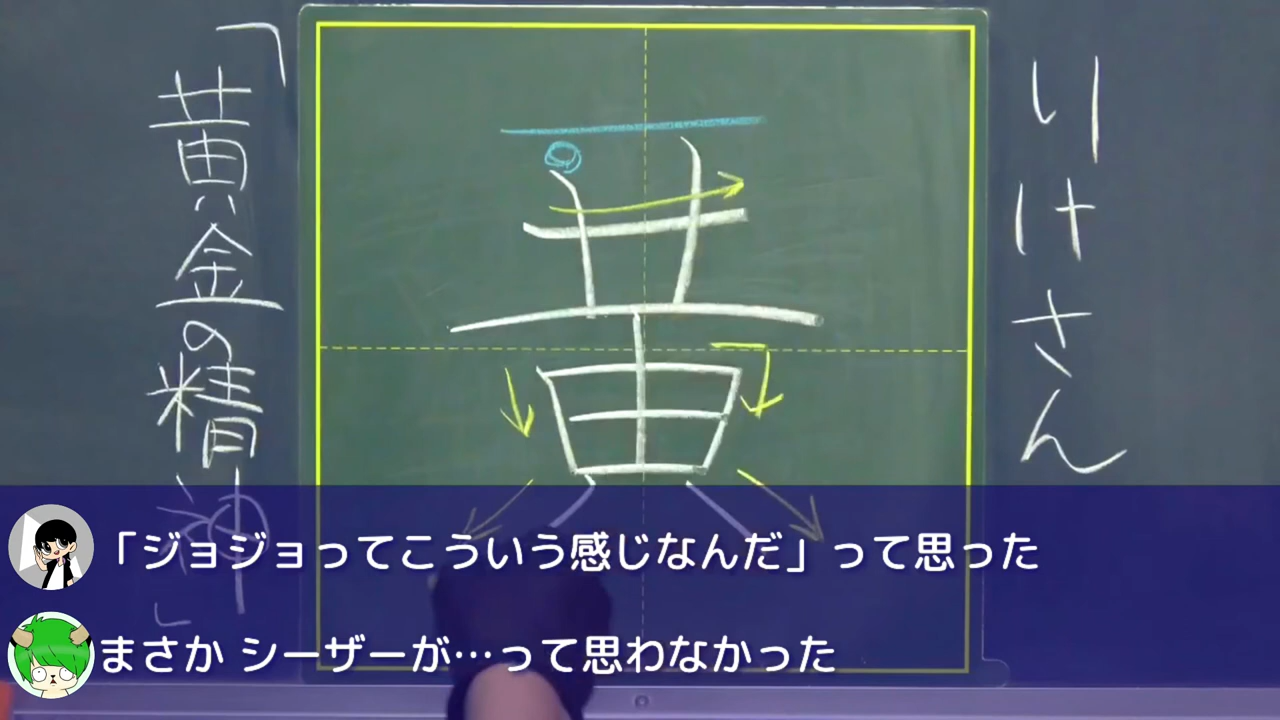 いけさん
黄
「黄金の精神」
「ジョジョってこういう感じなんだ」って思った
まさか シーザーが…って思わなかった